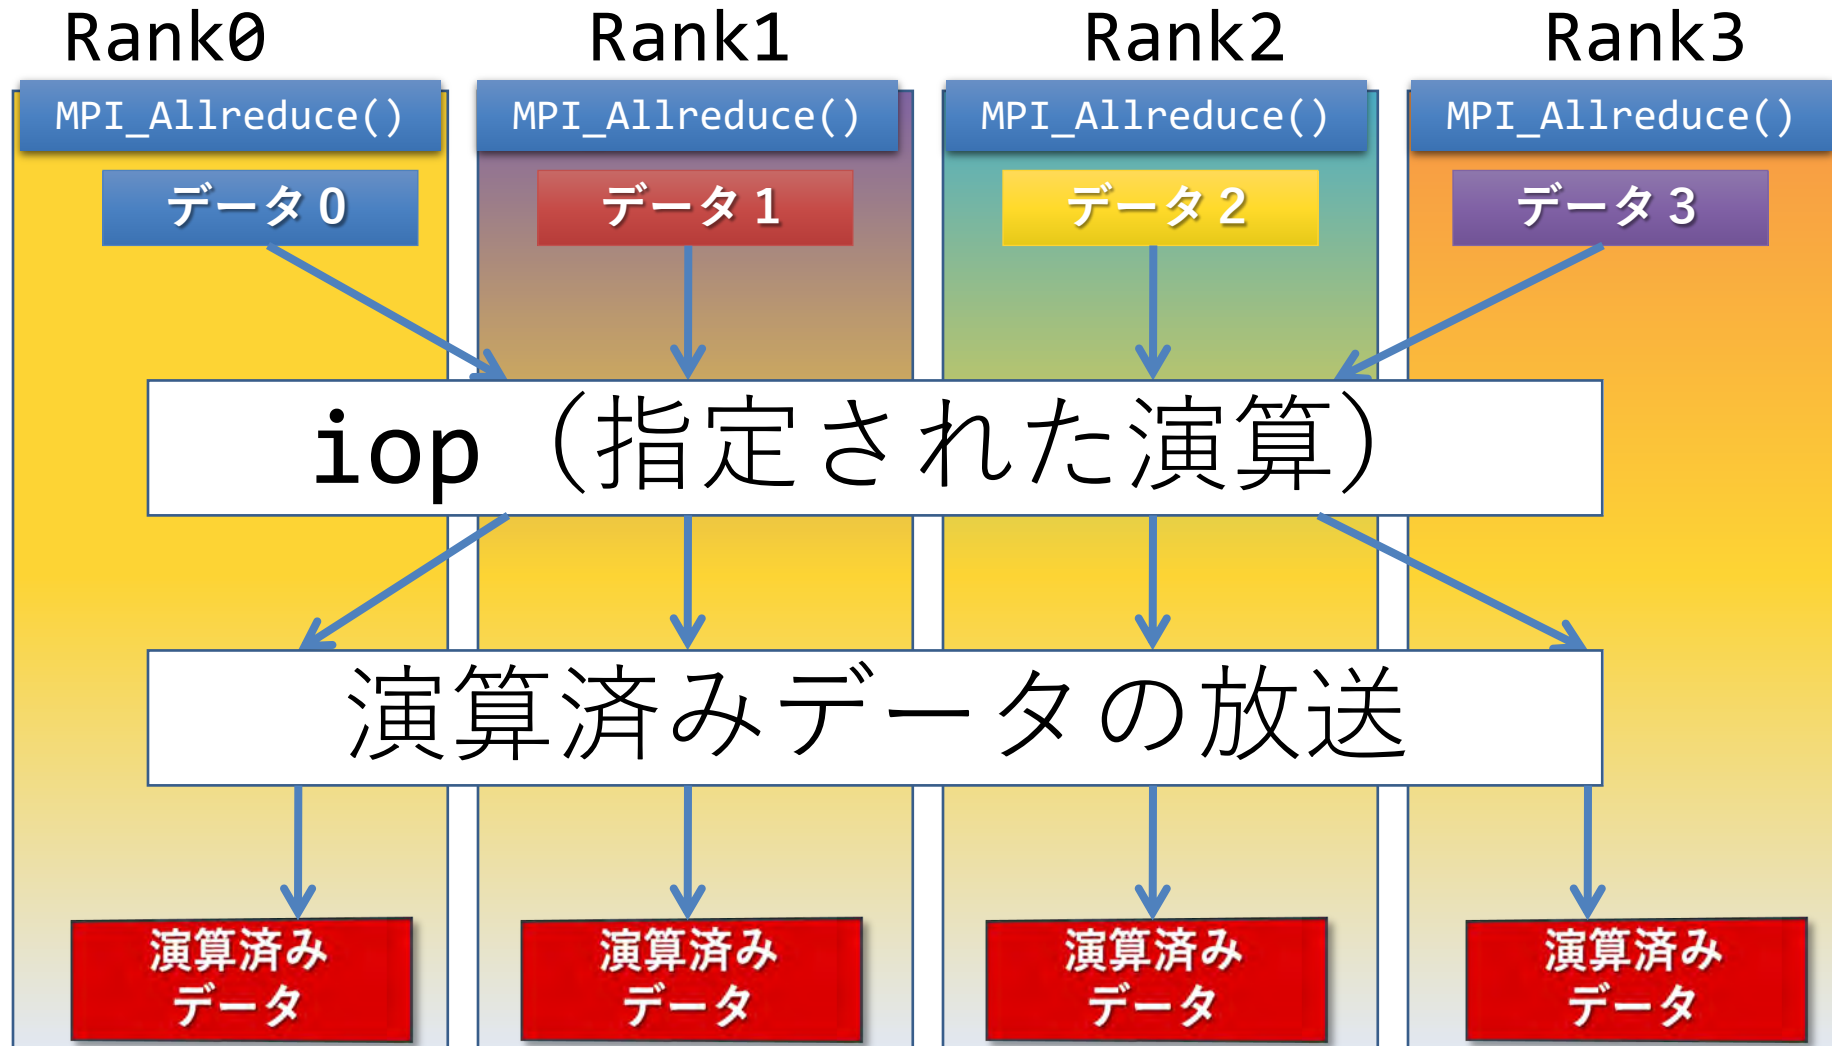 Rank0 Rank1 Rank2 Rank3
MPI_Allreduce() MPI_Allreduce() MPI_Allreduce() MPI_Allreduce()
データ0 データ1 データ2 データ3
iop（指定された演算）
演算済みデータの放送
演算済み 演算済み 演算済み 演算済み
データ データ データ データ